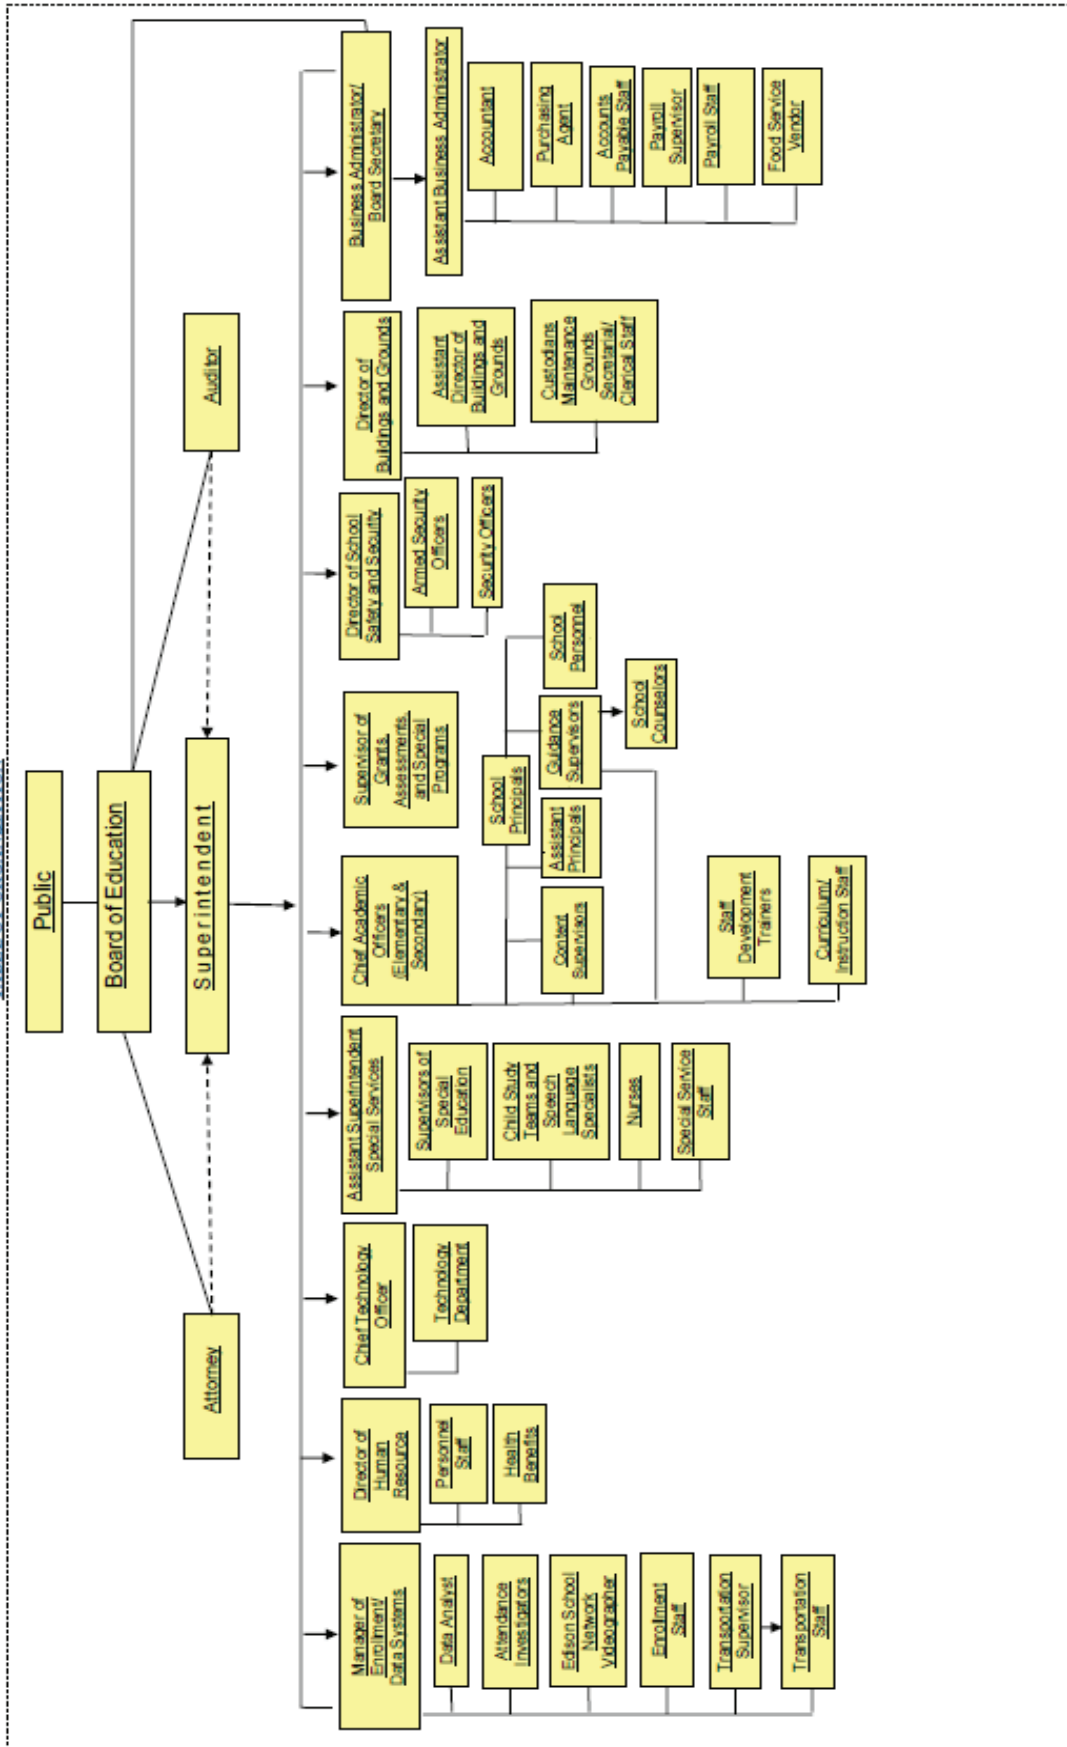 Public
Board of Education
Superintendent
Attorney
Auditor
Manager of
Enrollment/
Data Systems
Data Analyst
Attendance
Investigators
Edison School
Network
Videographer
Enrollment
Staff
Transportation
Supervisor
Transportation
Staff
Director of
Human
Resource
Personnel
Staff
Health
Benefits
Chief Technology
Officer
Technology
Department
Assistant Superintendent
Special Services
Supervisors of
Special
Education
Child Study
Teams and
Speech
Language
Specialists
Nurses
Special Service
Staff
Chief Academic
Officers
(Elementary &
Secondary)
School
Principals
Content
Supervisors
Assistant
Principals
Guidance
Supervisors
School
Personnel
School
Counselors
Staff
Development
Trainers
Curriculum/
Instruction Staff
Supervisor of
Grants,
Assessments,
and Special
Programs
Director of School
Safety and Security
Armed Security
Officers
Security Officers
Director of
Buildings and Grounds
Assistant
Director of
Buildings and
Grounds
Custodians
Maintenance
Grounds
Secretarial/
Clerical Staff
Business Administrator/
Board Secretary
Assistant Business Administrator
Accountant
Purchasing
Agent
Accounts
Payable Staff
Payroll
Supervisor
Payroll Staff
Food Service
Vendor